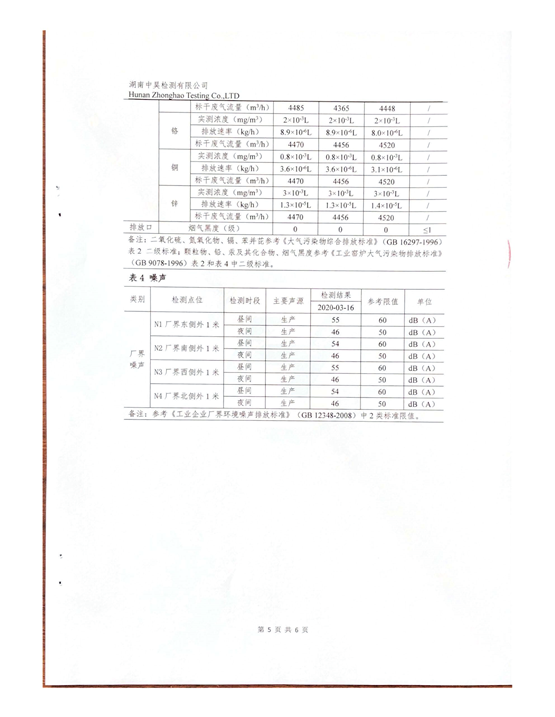 湖南中昊检测有限公司
Hunan Zhonghao Testing Co.,LTD
标干废气流量（m³/h） 4485 4365 4448 /
铬 实测浓度（mg/m³） 2×10⁻³L 2×10⁻³L 2×10⁻³L /
排放速率（kg/h） 8.9×10⁻⁶L 8.9×10⁻⁶L 8.0×10⁻⁶L /
标干废气流量（m³/h） 4470 4456 4520 /
铜 实测浓度（mg/m³） 0.8×10⁻³L 0.8×10⁻³L 0.8×10⁻³L /
排放速率（kg/h） 3.6×10⁻⁶L 3.6×10⁻⁶L 3.1×10⁻⁶L /
标干废气流量（m³/h） 4470 4456 4520 /
锌 实测浓度（mg/m³） 3×10⁻³L 3×10⁻³L 3×10⁻³L /
排放速率（kg/h） 1.3×10⁻⁵L 1.3×10⁻⁵L 1.4×10⁻⁵L /
标干废气流量（m³/h） 4470 4456 4520 /
排放口 烟气黑度（级） 0 0 0 ≤1
备注：二氧化硫、氮氧化物、镉、苯并芘参考《大气污染物综合排放标准》（GB 16297-1996）
表 2 二级标准；颗粒物、铅、汞及其化合物、烟气黑度参考《工业窑炉大气污染物排放标准》
（GB 9078-1996）表 2 和表 4 中二级标准。
表 4 噪声
类别 检测点位 检测时段 主要声源 检测结果 参考限值 单位
2020-03-16
厂界噪声 N1 厂界东侧外 1 米 昼间 生产 55 60 dB（A）
夜间 生产 46 50 dB（A）
N2 厂界南侧外 1 米 昼间 生产 54 60 dB（A）
夜间 生产 46 50 dB（A）
N3 厂界西侧外 1 米 昼间 生产 55 60 dB（A）
夜间 生产 46 50 dB（A）
N4 厂界北侧外 1 米 昼间 生产 54 60 dB（A）
夜间 生产 46 50 dB（A）
备注：参考《工业企业厂界环境噪声排放标准》（GB 12348-2008）中 2 类标准限值。
第 5 页 共 6 页